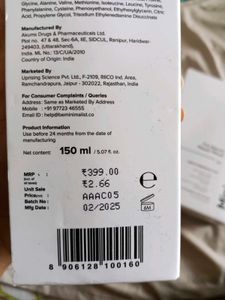 Glycine, Alanine, Valine, Methionine, Isoleucine, Leucine, Tyrosine,
Phenylalanine, Cysteine, Phenoxyethanol, Ethylhexylglycerin, Citric
Acid, Propylene Glycol, Trisodium Ethylenediamine Disuccinate
Manufactured By
Akums Drugs & Pharmaceuticals Ltd.
Plot no. 47 & 48, Sec-6A, IIE, SIDCUL, Ranipur, Haridwar-
249403, (Uttarakhand),
India. ML No: 13/C/UA/2010
Country of Origin: India
Marketed By
Uprising Science Pvt. Ltd., F-2109, RIICO Ind. Area,
Ramchandrapura, Jaipur - 302022, Rajasthan, India
For Consumer Complaints / Queries
Address : Same As Marketed By Address
Mobile : +91 97723 46555
Email ID : help@beminimalist.co
Product Information
Use before 24 months from the date of
manufacturing.
Net content: 150 ml / 5.07 fl. oz.
MRP ₹399.00
(Incl. of
all taxes)
Unit Sale ₹2.66
Price
Batch No AAAC05
Mfg Date 02/2025
6M
8 906128 100160